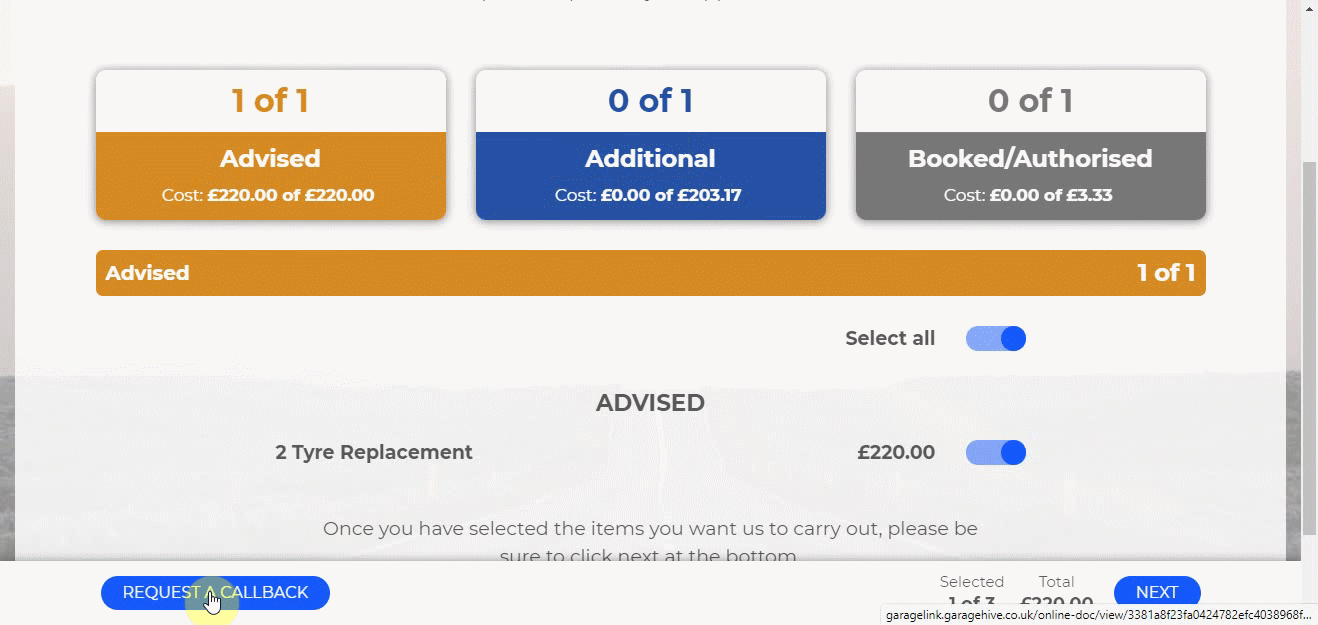 1 of 1
Advised
Cost: £220.00 of £220.00
0 of 1
Additional
Cost: £0.00 of £203.17
0 of 1
Booked/Authorised
Cost: £0.00 of £3.33
Advised
1 of 1
Select all
ADVISED
2 Tyre Replacement
£220.00
Once you have selected the items you want us to carry out, please be
sure to click next at the bottom.
REQUEST A CALLBACK
Selected
1 of 3
Total
£220.00
NEXT
garagelink.garagehive.co.uk/online-doc/view/3381a8f23fa0424782efc4038968f...